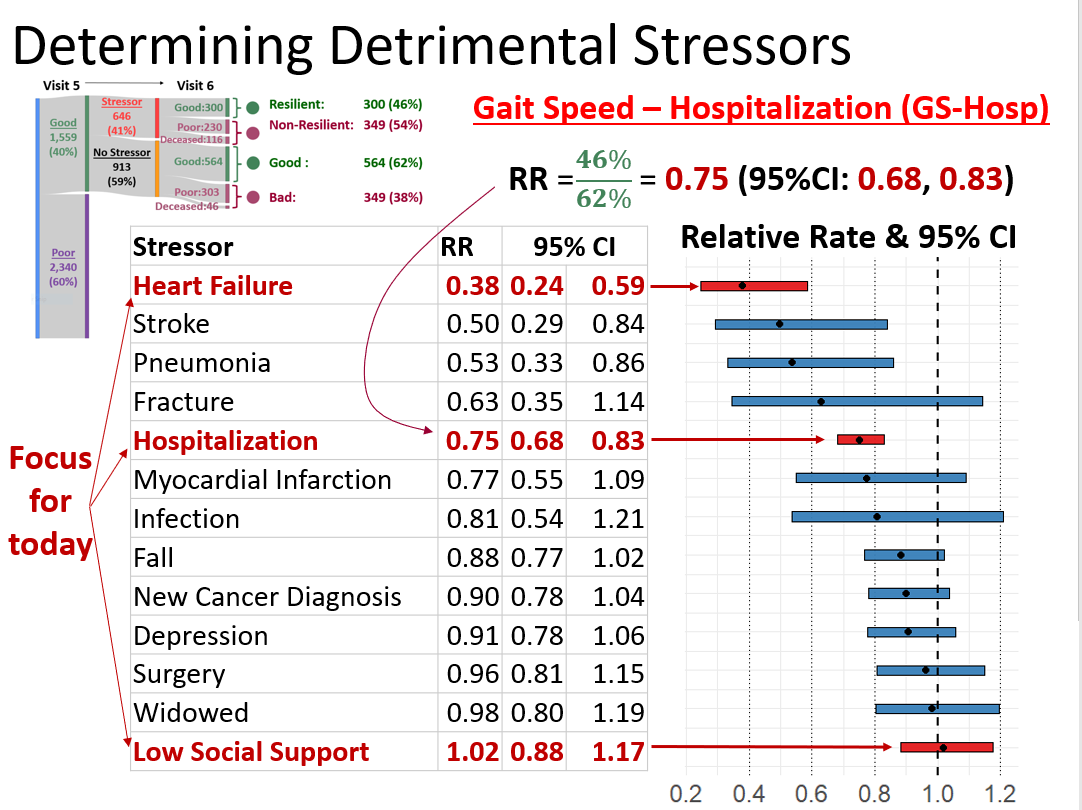 Determining Detrimental Stressors
Visit 5 Visit 6
Good
1,559
(40%)
Poor
2,340
(60%)
Stressor
646
(41%)
No Stressor
913
(59%)
Good:300
Poor:230
Deceased:116
Good:564
Poor:303
Deceased:46
Resilient: 300 (46%)
Non-Resilient: 349 (54%)
Good : 564 (62%)
Bad: 349 (38%)
Gait Speed – Hospitalization (GS-Hosp)
RR = 46% / 62% = 0.75 (95%CI: 0.68, 0.83)
Relative Rate & 95% CI
Stressor RR 95% CI
Heart Failure 0.38 0.24 0.59
Stroke 0.50 0.29 0.84
Pneumonia 0.53 0.33 0.86
Fracture 0.63 0.35 1.14
Hospitalization 0.75 0.68 0.83
Myocardial Infarction 0.77 0.55 1.09
Infection 0.81 0.54 1.21
Fall 0.88 0.77 1.02
New Cancer Diagnosis 0.90 0.78 1.04
Depression 0.91 0.78 1.06
Surgery 0.96 0.81 1.15
Widowed 0.98 0.80 1.19
Low Social Support 1.02 0.88 1.17
Focus
for
today
0.2 0.4 0.6 0.8 1.0 1.2